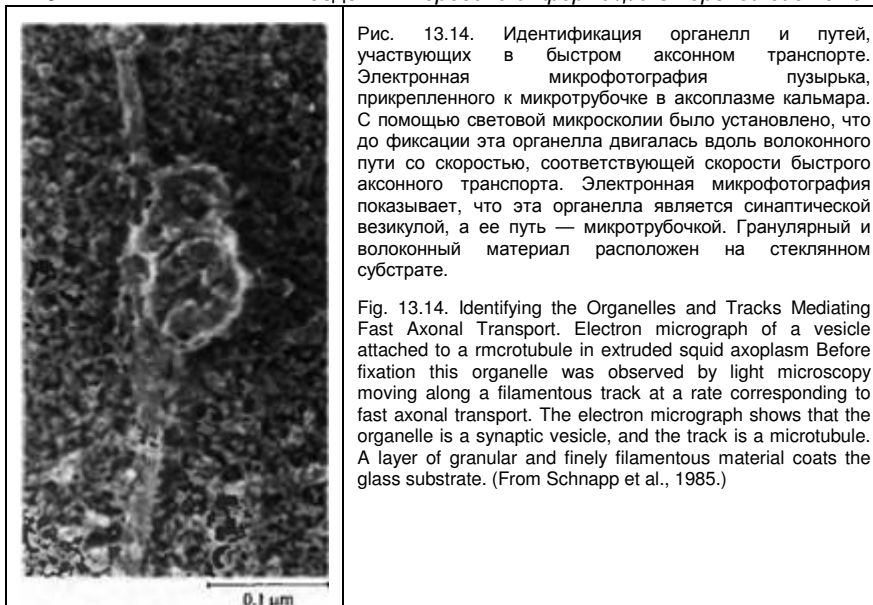 Рис. 13.14. Идентификация органелл и путей,
участвующих в быстром аксонном транспорте.
Электронная микрофотография пузырька,
прикрепленного к микротрубочке в аксоплазме кальмара.
С помощью световой микросколии было установлено, что
до фиксации эта органелла двигалась вдоль волоконного
пути со скоростью, соответствующей скорости быстрого
аксонного транспорта. Электронная микрофотография
показывает, что эта органелла является синаптической
везикулой, а ее путь — микротрубочкой. Гранулярный и
волоконный материал расположен на стеклянном
субстрате.
Fig. 13.14. Identifying the Organelles and Tracks Mediating
Fast Axonal Transport. Electron micrograph of a vesicle
attached to a rmcrotubule in extruded squid axoplasm Before
fixation this organelle was observed by light microscopy
moving along a filamentous track at a rate corresponding to
fast axonal transport. The electron micrograph shows that the
organelle is a synaptic vesicle, and the track is a microtubule.
A layer of granular and finely filamentous material coats the
glass substrate. (From Schnapp et al., 1985.)
0.1 μm